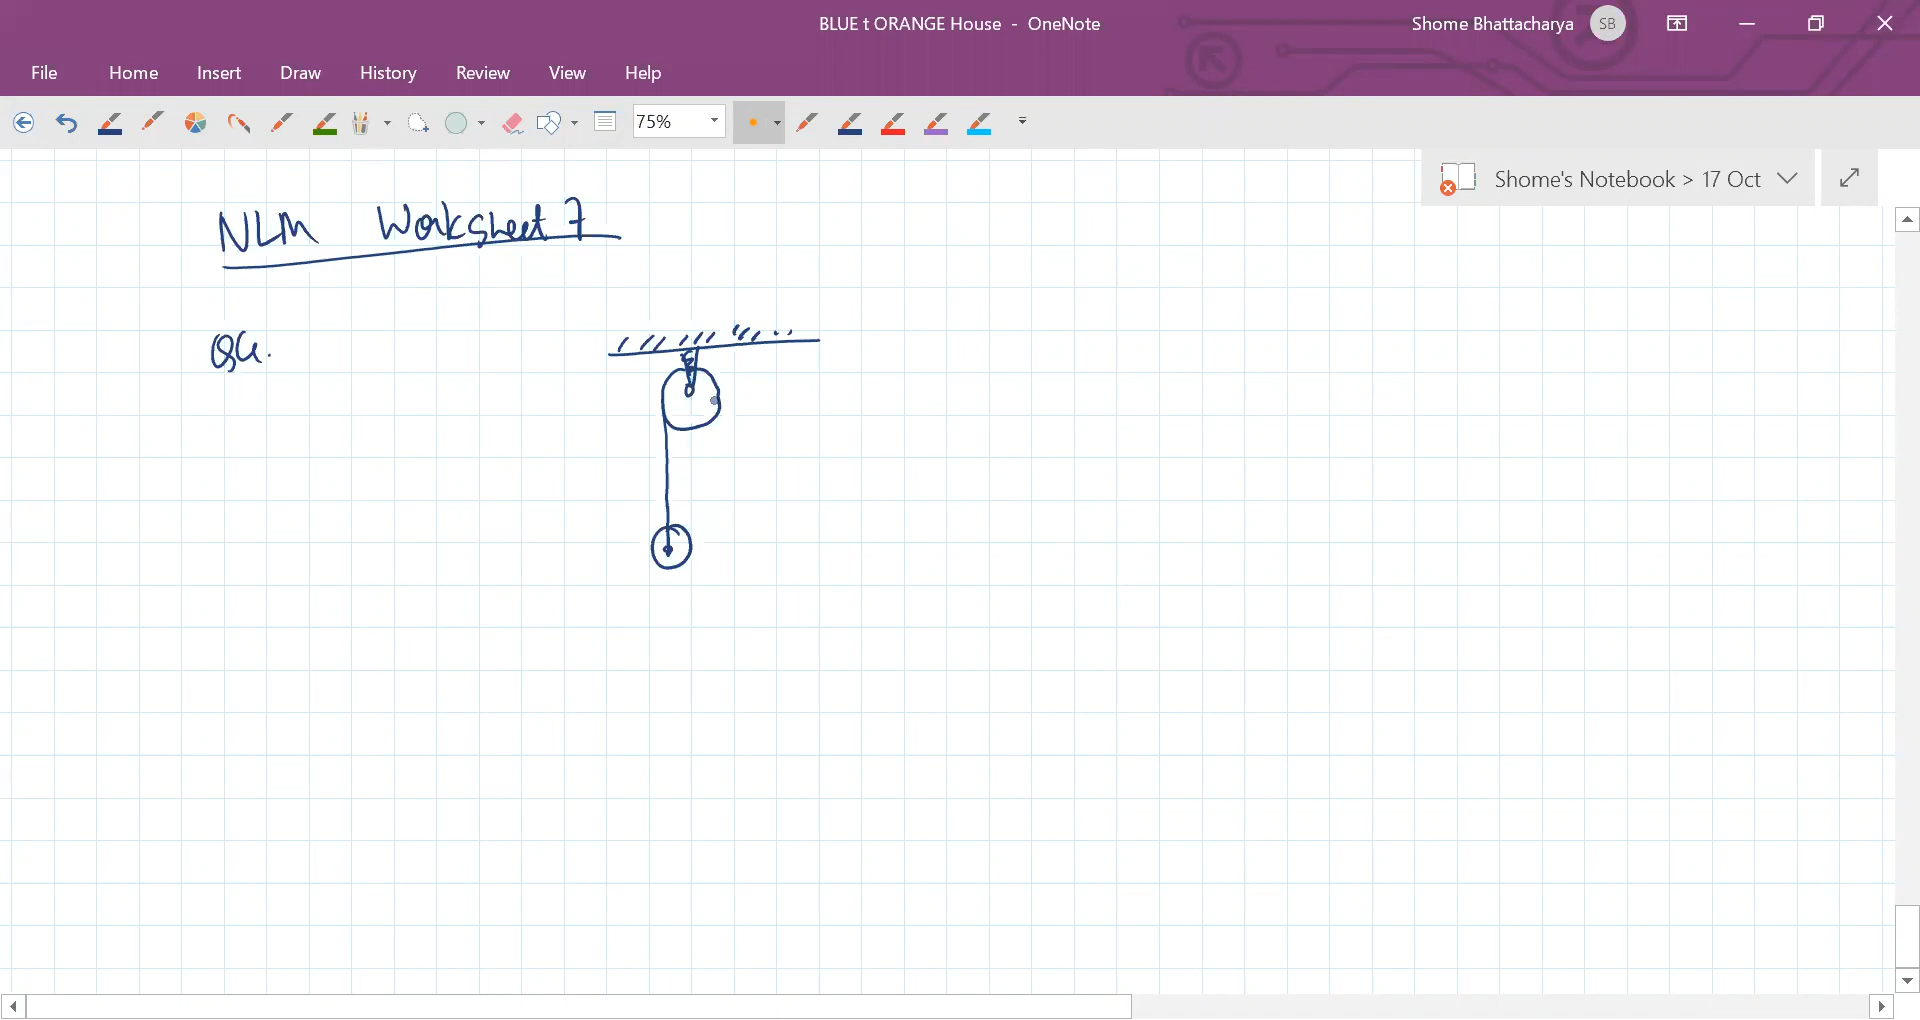 BLUE t ORANGE House - OneNote
Shome Bhattacharya
SB
File Home Insert Draw History Review View Help
75%
Shome's Notebook > 17 Oct
NLM Worksheet 7